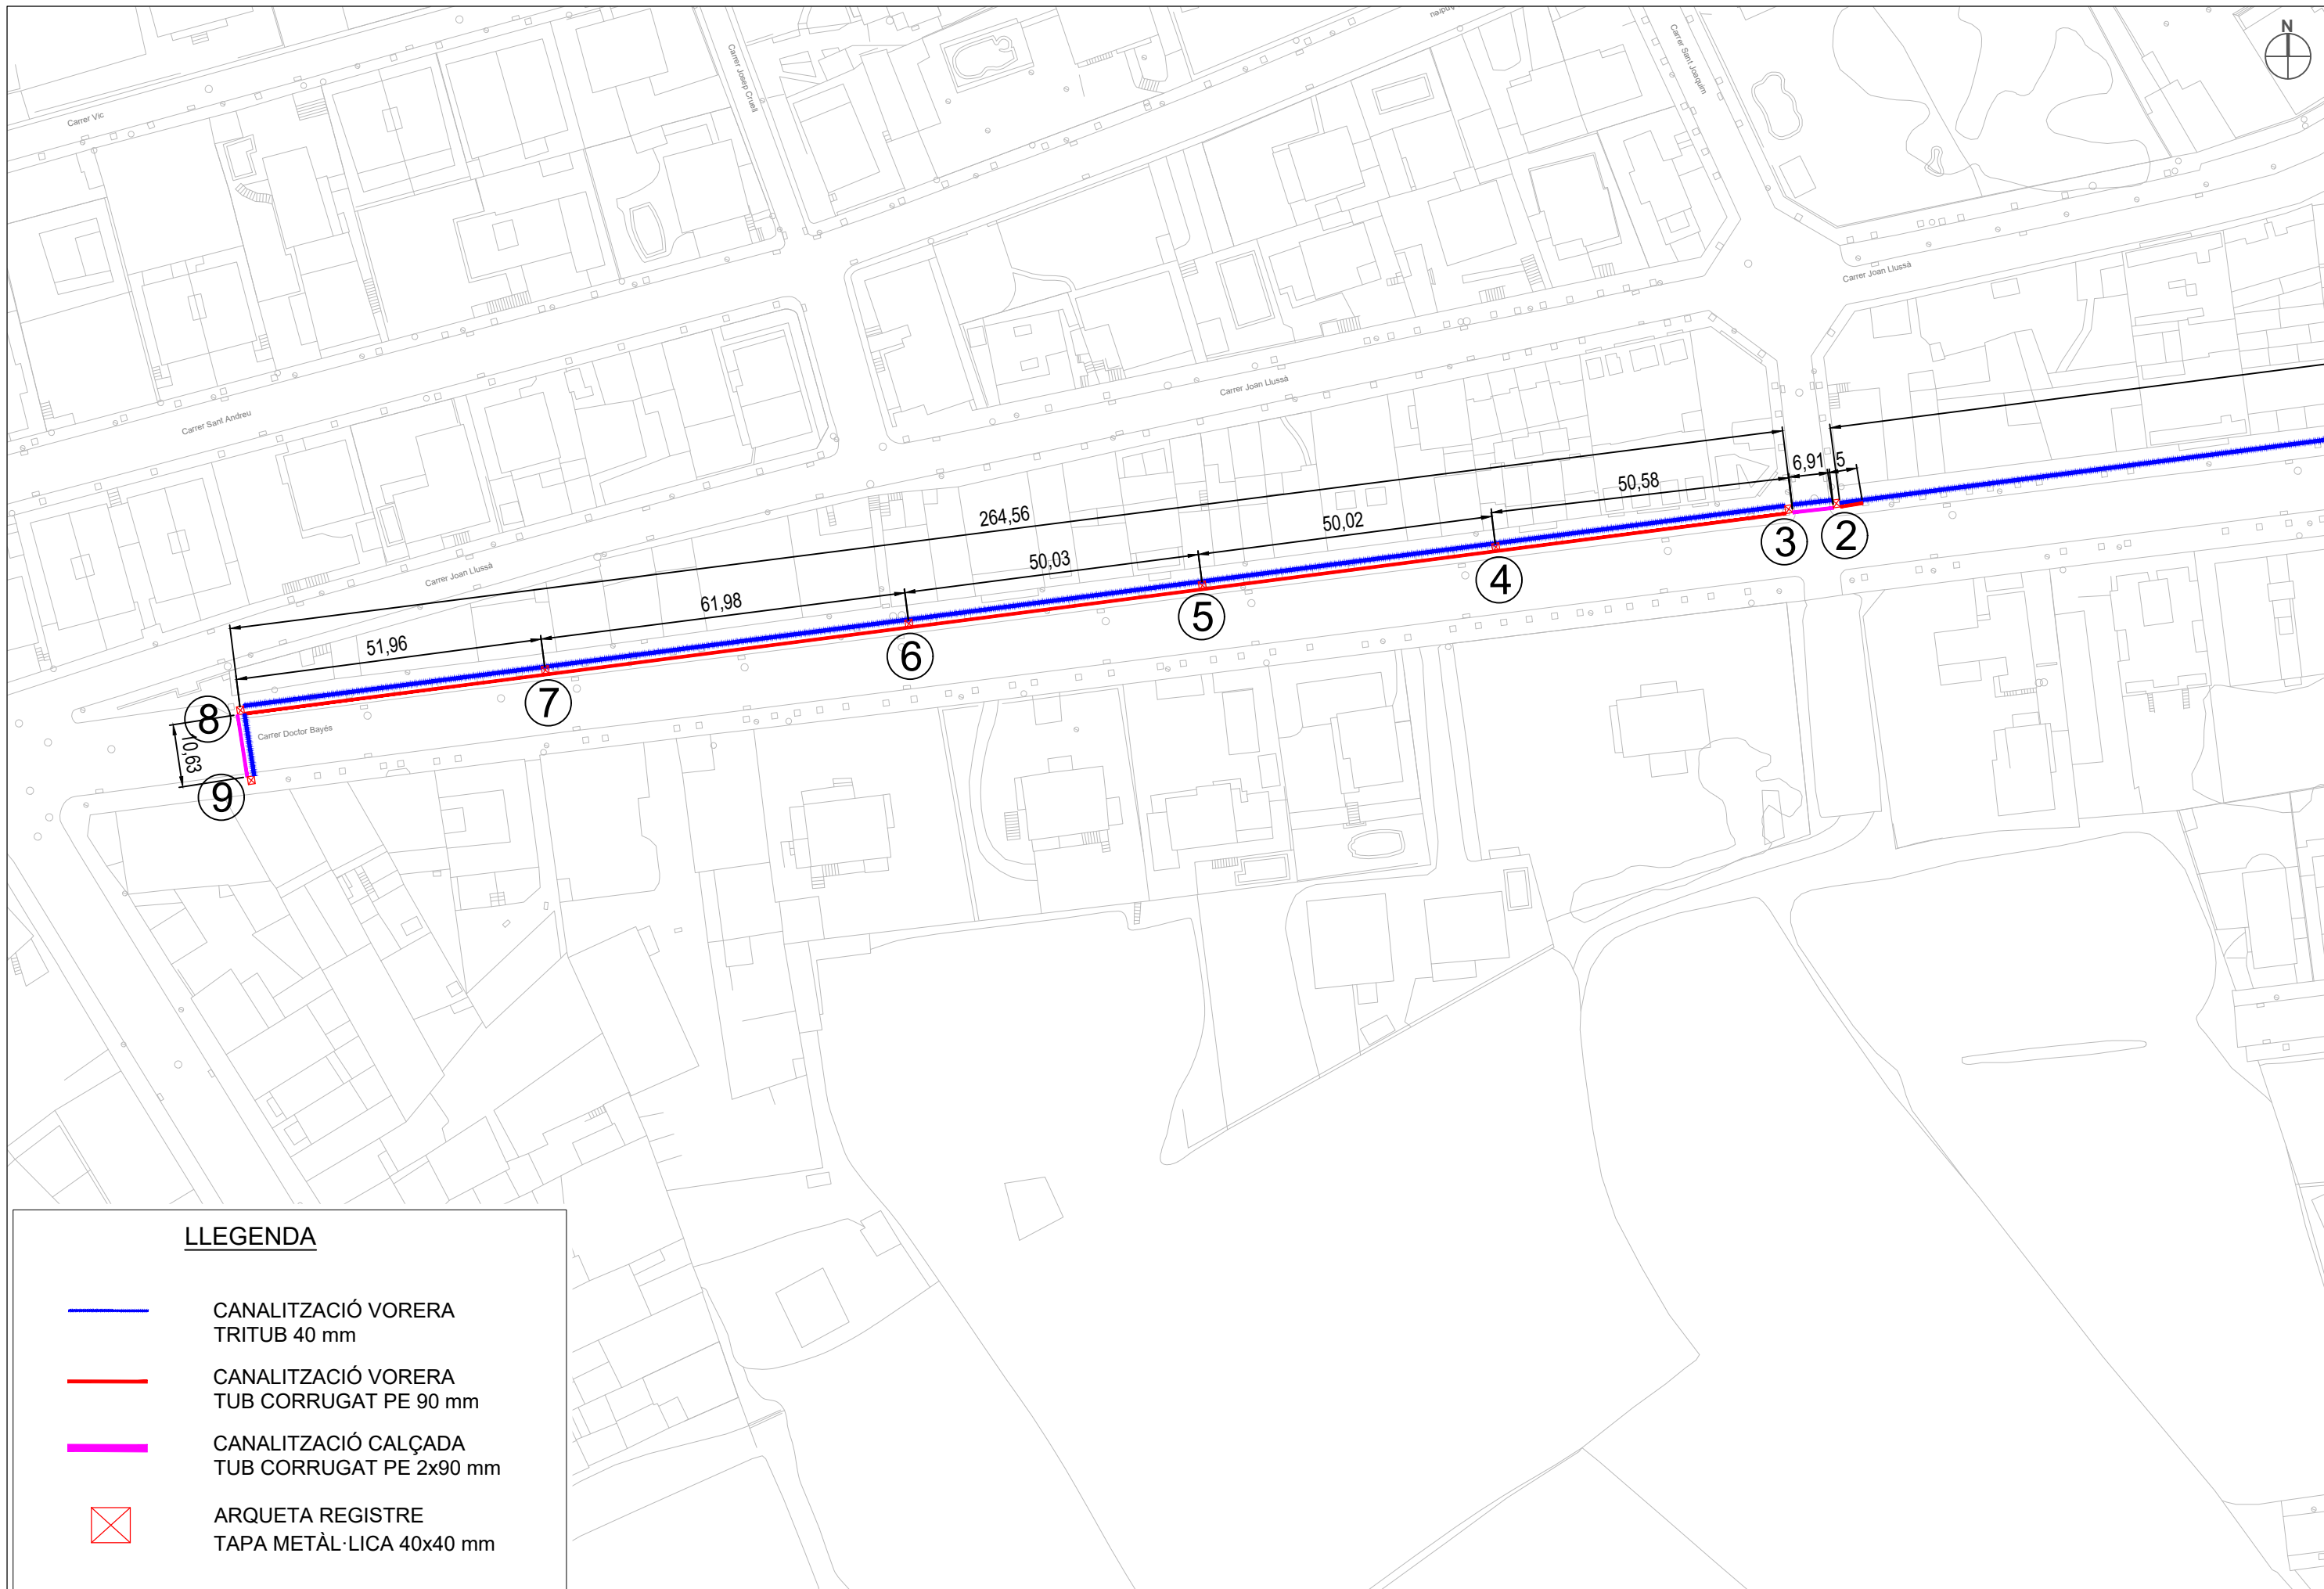 Carrer Vic
Carrer Josep Cruell
Carrer Sant Joaquim
N
Carrer Sant Andreu
Carrer Joan Llussà
Carrer Joan Llussà
Carrer Joan Llussà
Carrer Doctor Bayés
6,91
5
50,58
264,56
50,02
50,03
61,98
51,96
10,63
2
3
4
5
6
7
8
9
LLEGENDA
CANALITZACIÓ VORERA
TRITUB 40 mm
CANALITZACIÓ VORERA
TUB CORRUGAT PE 90 mm
CANALITZACIÓ CALÇADA
TUB CORRUGAT PE 2x90 mm
ARQUETA REGISTRE
TAPA METÀL·LICA 40x40 mm